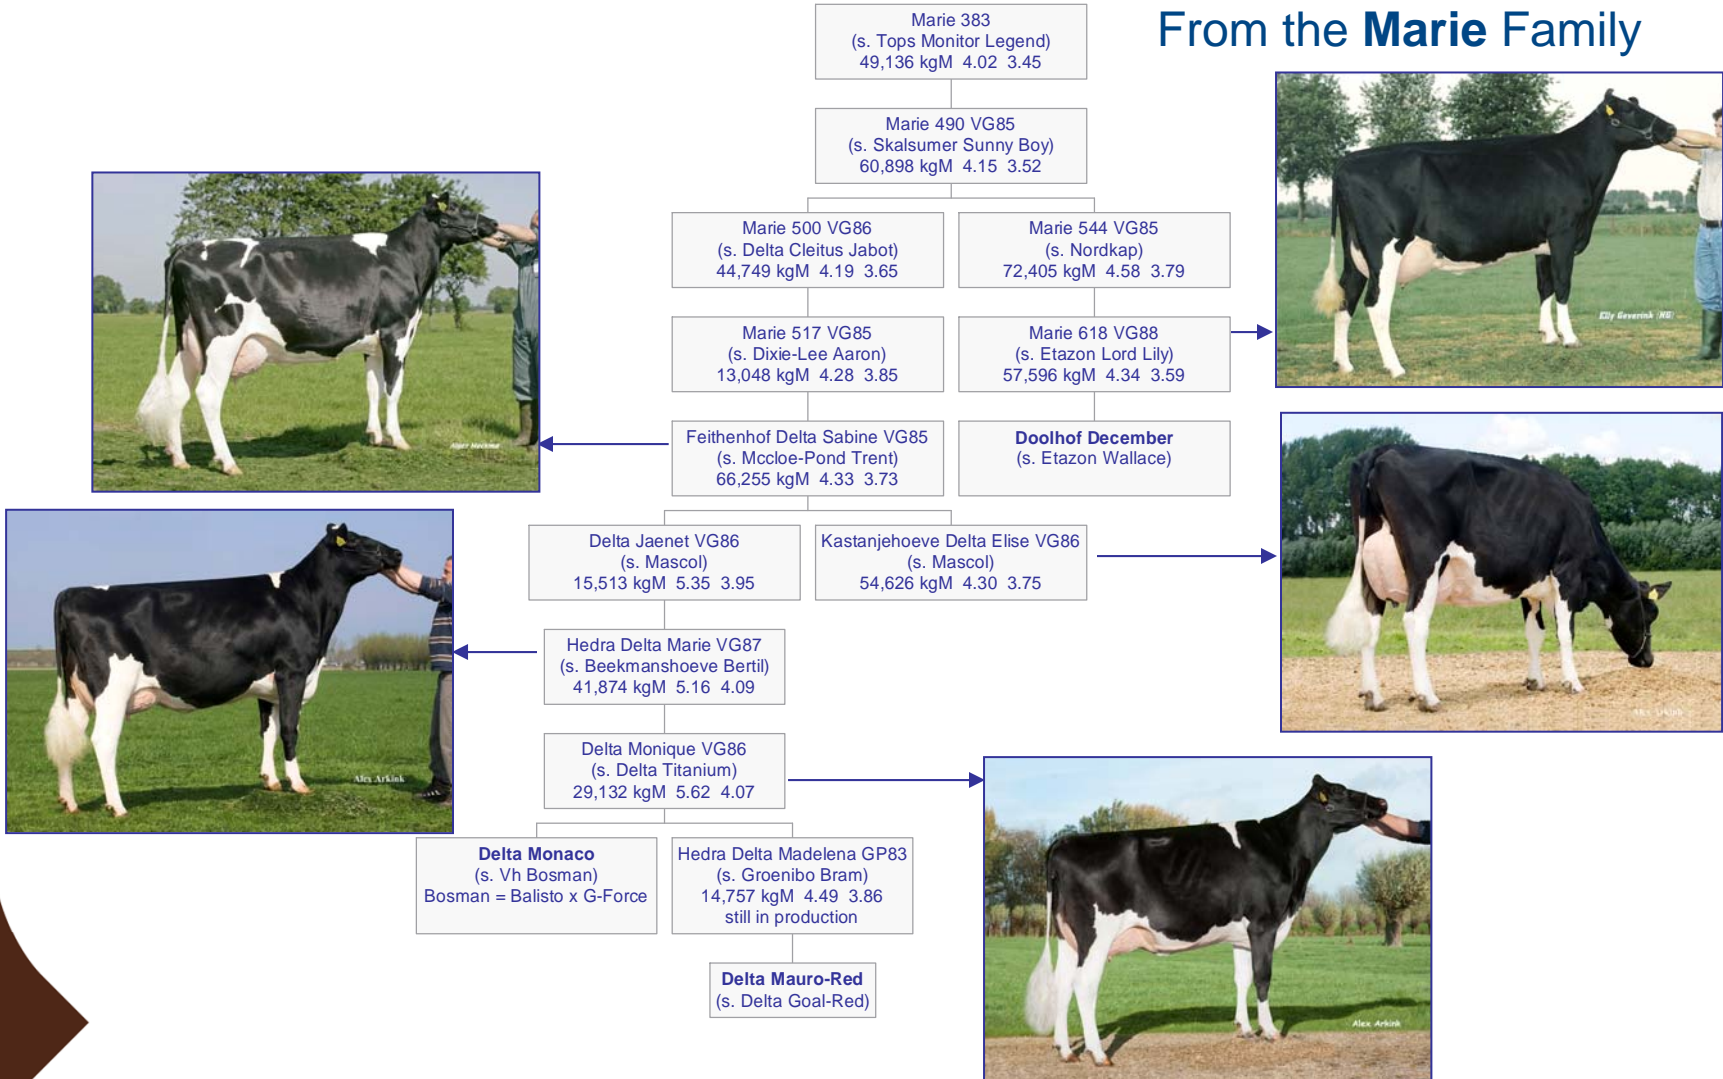 From the Marie Family
Marie 383
(s. Tops Monitor Legend)
49,136 kgM 4.02 3.45
Marie 490 VG85
(s. Skalsumer Sunny Boy)
60,898 kgM 4.15 3.52
Marie 500 VG86
(s. Delta Cleitus Jabot)
44,749 kgM 4.19 3.65
Marie 544 VG85
(s. Nordkap)
72,405 kgM 4.58 3.79
Marie 517 VG85
(s. Dixie-Lee Aaron)
13,048 kgM 4.28 3.85
Marie 618 VG88
(s. Etazon Lord Lily)
57,596 kgM 4.34 3.59
Elly Geverink (HG)
Feithenhof Delta Sabine VG85
(s. Mccloe-Pond Trent)
66,255 kgM 4.33 3.73
Doolhof December
(s. Etazon Wallace)
Delta Jaenet VG86
(s. Mascol)
15,513 kgM 5.35 3.95
Kastanjehoeve Delta Elise VG86
(s. Mascol)
54,626 kgM 4.30 3.75
Alex Arkink
Hedra Delta Marie VG87
(s. Beekmanshoeve Bertil)
41,874 kgM 5.16 4.09
Alex Arkink
Delta Monique VG86
(s. Delta Titanium)
29,132 kgM 5.62 4.07
Delta Monaco
(s. Vh Bosman)
Bosman = Balisto x G-Force
Hedra Delta Madelena GP83
(s. Groenibo Bram)
14,757 kgM 4.49 3.86
still in production
Delta Mauro-Red
(s. Delta Goal-Red)
Alex Arkink